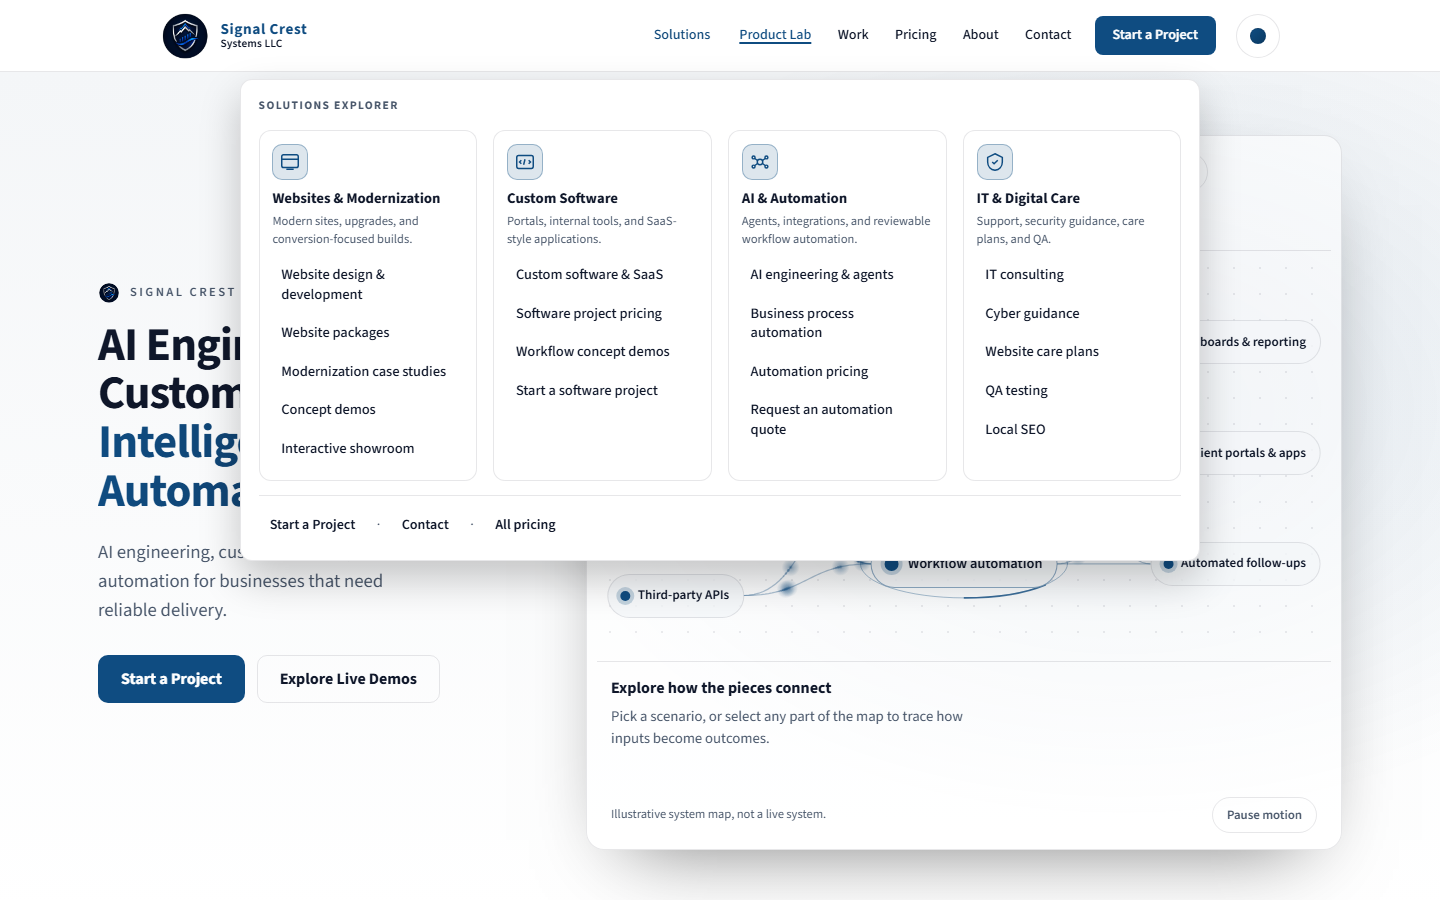 Signal Crest
Systems LLC
Solutions
Product Lab
Work
Pricing
About
Contact
Start a Project
SOLUTIONS EXPLORER
Websites & Modernization
Modern sites, upgrades, and
conversion-focused builds.
Website design &
development
Website packages
Modernization case studies
Concept demos
Interactive showroom
Custom Software
Portals, internal tools, and SaaS-
style applications.
Custom software & SaaS
Software project pricing
Workflow concept demos
Start a software project
AI & Automation
Agents, integrations, and reviewable
workflow automation.
AI engineering & agents
Business process
automation
Automation pricing
Request an automation
quote
IT & Digital Care
Support, security guidance, care
plans, and QA.
IT consulting
Cyber guidance
Website care plans
QA testing
Local SEO
Start a Project · Contact · All pricing
SIGNAL CREST
AI
Custom
AI engineering,
automation for businesses that need
reliable delivery.
Start a Project
Explore Live Demos
& reporting
portals & apps
Workflow automation
Automated follow-ups
Third-party APIs
Explore how the pieces connect
Pick a scenario, or select any part of the map to trace how
inputs become outcomes.
Illustrative system map, not a live system.
Pause motion